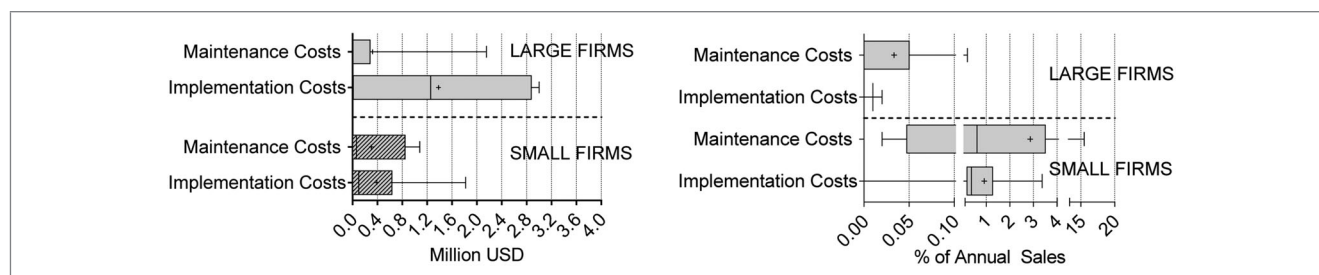 Maintenance Costs
LARGE FIRMS
Implementation Costs
Maintenance Costs
SMALL FIRMS
Implementation Costs
0.0 0.4 0.8 1.2 1.6 2.0 2.4 2.8 3.2 3.6 4.0
Million USD
Maintenance Costs
LARGE FIRMS
Implementation Costs
Maintenance Costs
SMALL FIRMS
Implementation Costs
0.00 0.05 0.10 1 2 3 4 15 20
% of Annual Sales